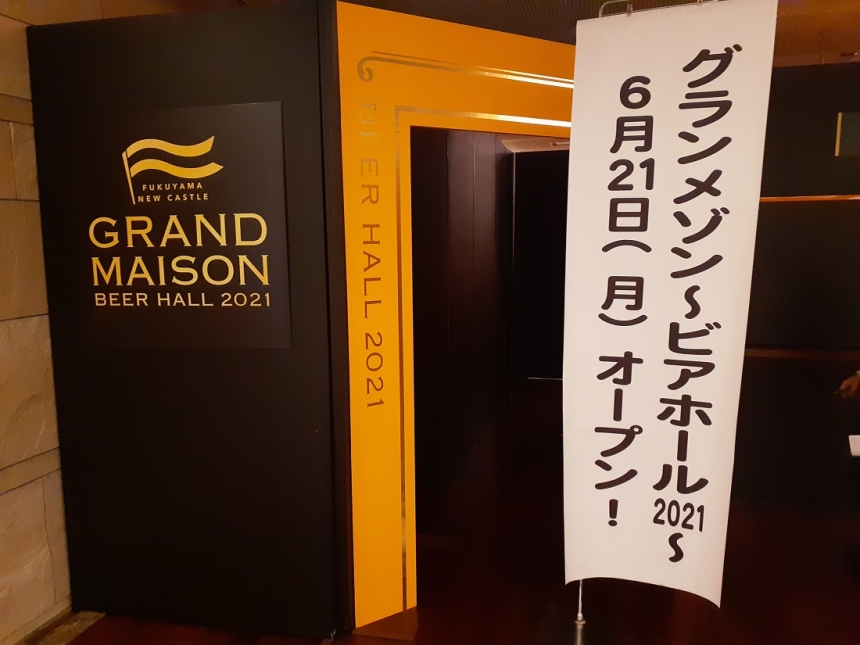 FUKUYAMA
NEW CASTLE
GRAND
MAISON
BEER HALL 2021
BEER HALL 2021
グランメゾン～ビアホール2021～
6月21日(月)オープン!